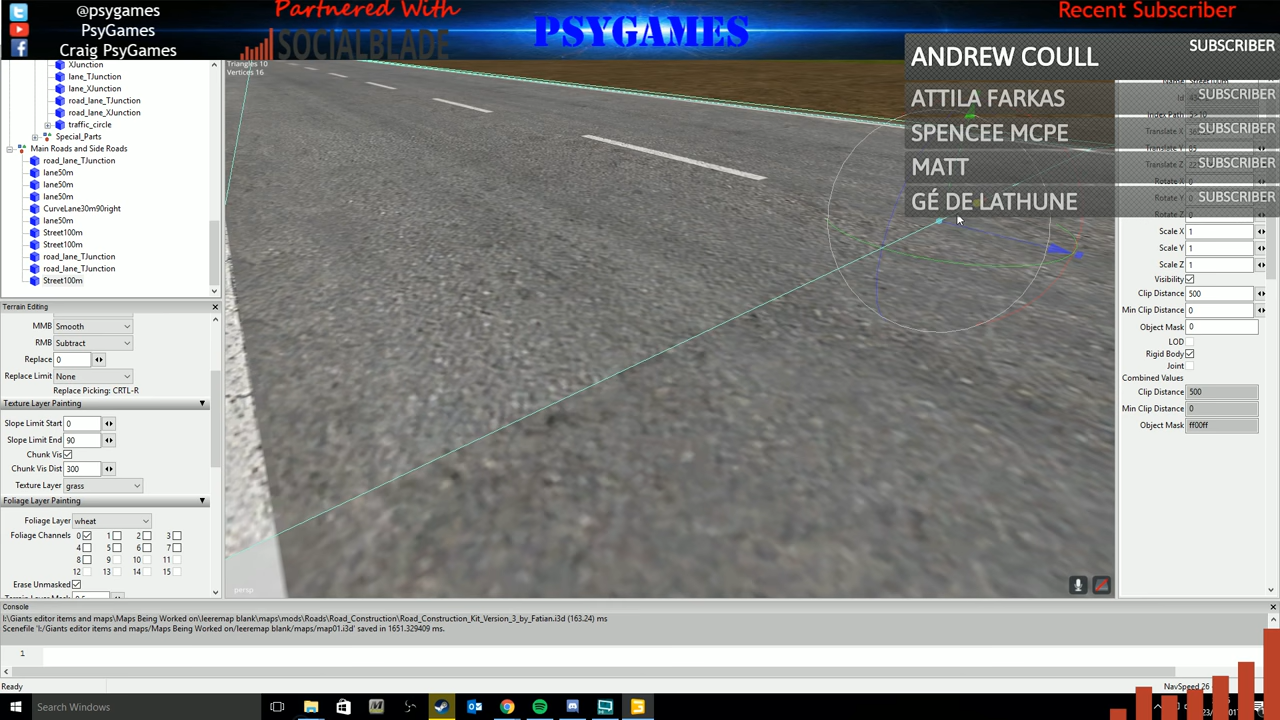 @psygames
PsyGames
Craig PsyGames
Partnered With
SOCIALBLADE
PSYGAMES
Recent Subscriber
ANDREW COULL SUBSCRIBER
ATTILA FARKAS SUBSCRIBER
SPENCEE MCPE SUBSCRIBER
MATT SUBSCRIBER
GÉ DE LATHUNE SUBSCRIBER
XJunction
lane_TJunction
lane_XJunction
road_lane_TJunction
road_lane_XJunction
traffic_circle
Special_Parts
Main Roads and Side Roads
road_lane_TJunction
lane50m
lane50m
lane50m
CurveLane30m90right
lane50m
Street100m
Street100m
road_lane_TJunction
road_lane_TJunction
Street100m
Triangles 10
Vertices 16
persp
Terrain Editing
MMB Smooth
RMB Subtract
Replace 0
Replace Limit None
Replace Picking: CRTL-R
Texture Layer Painting
Slope Limit Start 0
Slope Limit End 90
Chunk Vis
Chunk Vis Dist 300
Texture Layer grass
Foliage Layer Painting
Foliage Layer wheat
Foliage Channels 0 1 2 3
4 5 6 7
8 9 10 11
12 13 14 15
Erase Unmasked
Translate Z
Scale X 1
Scale Y 1
Scale Z 1
Visibility
Clip Distance 500
Min Clip Distance 0
Object Mask 0
LOD
Rigid Body
Joint
Combined Values
Clip Distance 500
Min Clip Distance 0
Object Mask ff00ff
Console
I:\Giants editor items and maps\Maps Being Worked on\leeremap blank\maps\mods\Roads\Road_Construction\Road_Construction_Kit_Version_3_by_Fatian.i3d (163.24) ms
Scenefile 'I:/Giants editor items and maps/Maps Being Worked on/leeremap blank/maps/map01.i3d' saved in 1651.329409 ms.
1
Ready
NavSpeed 26
Search Windows